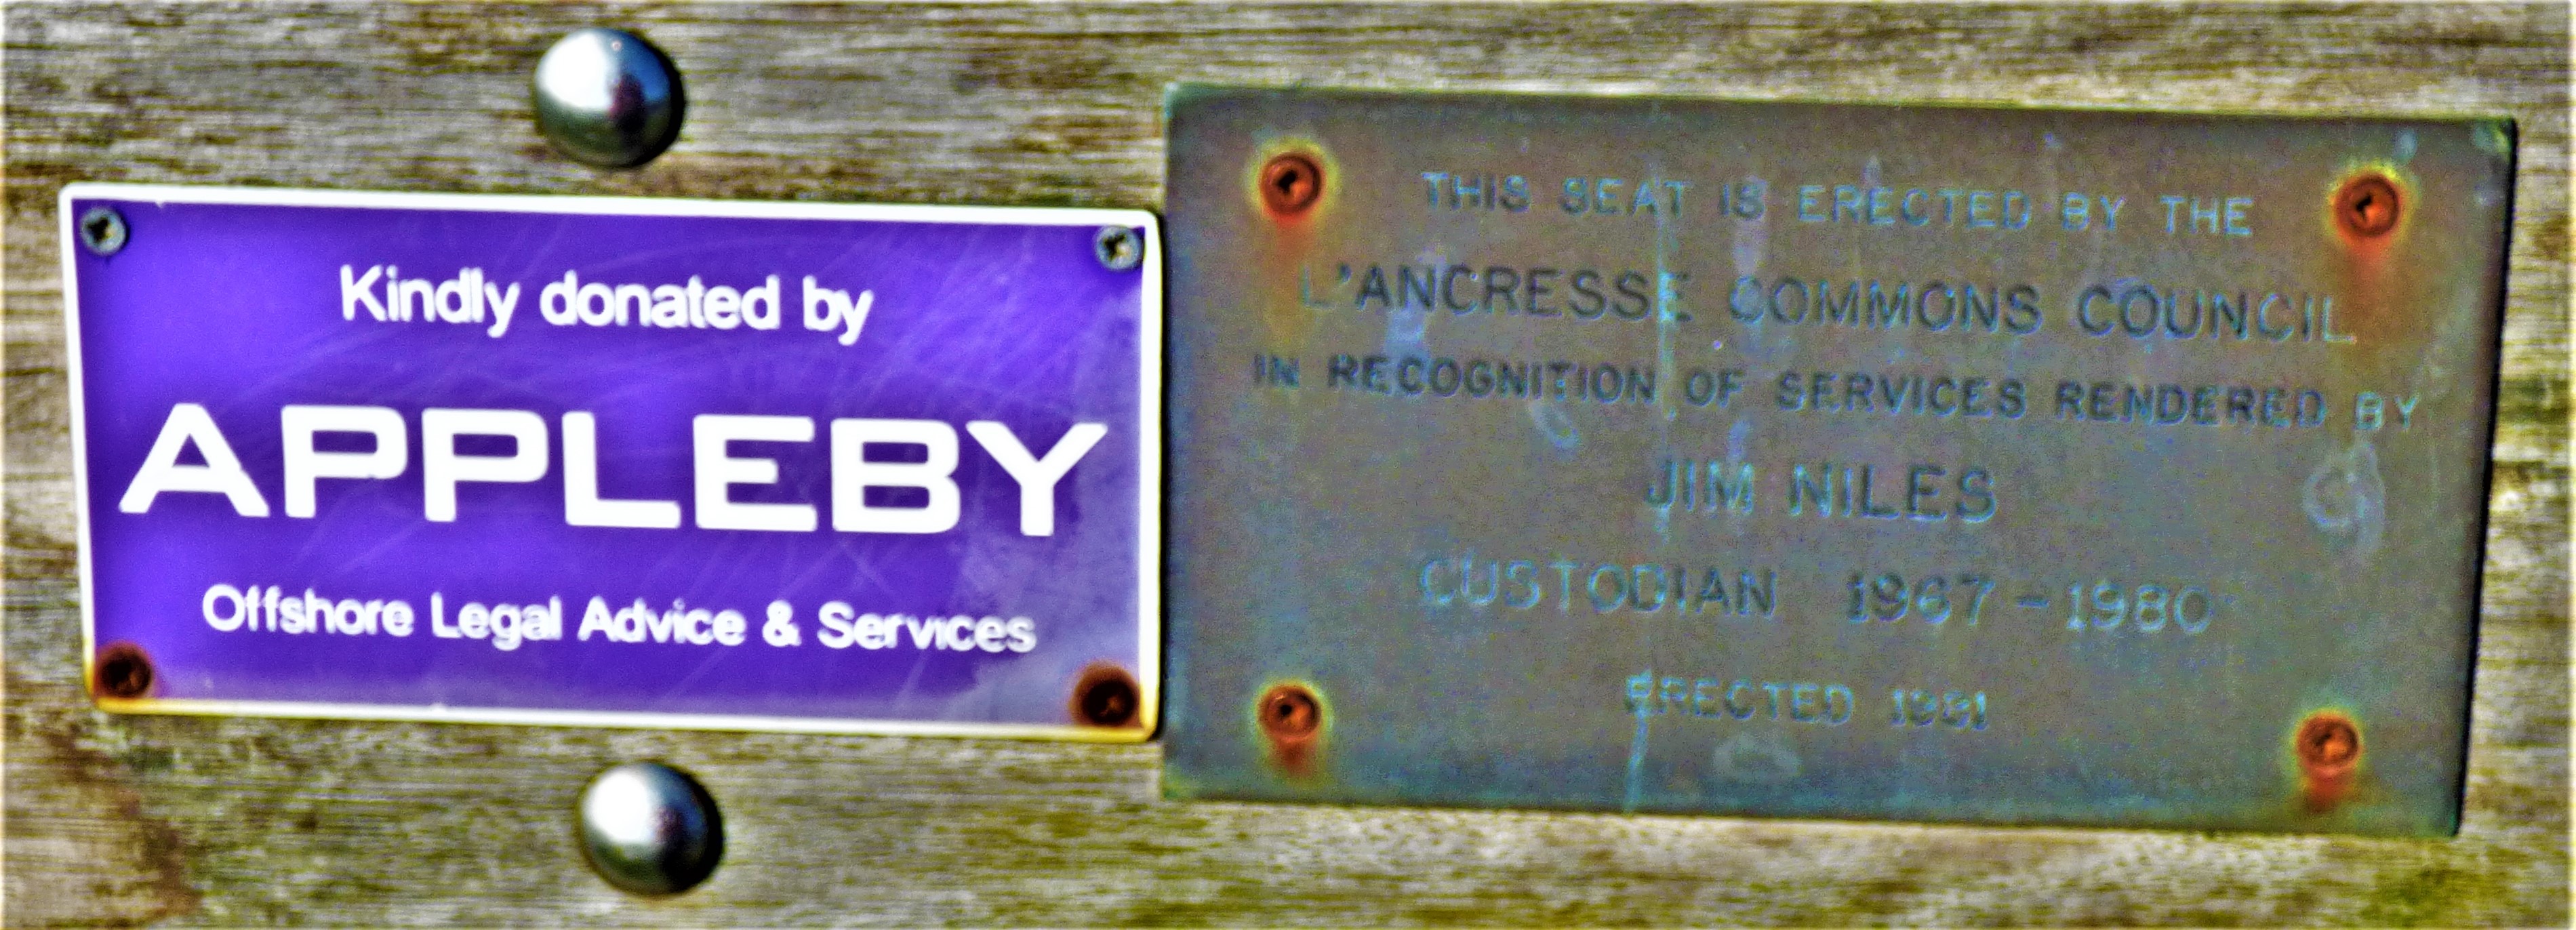 Kindly donated by
APPLEBY
Offshore Legal Advice & Services
THIS SEAT IS ERECTED BY THE
L'ANCRESSE COMMONS COUNCIL
IN RECOGNITION OF SERVICES RENDERED BY
JIM NILES
CUSTODIAN 1967-1980
ERECTED 1981